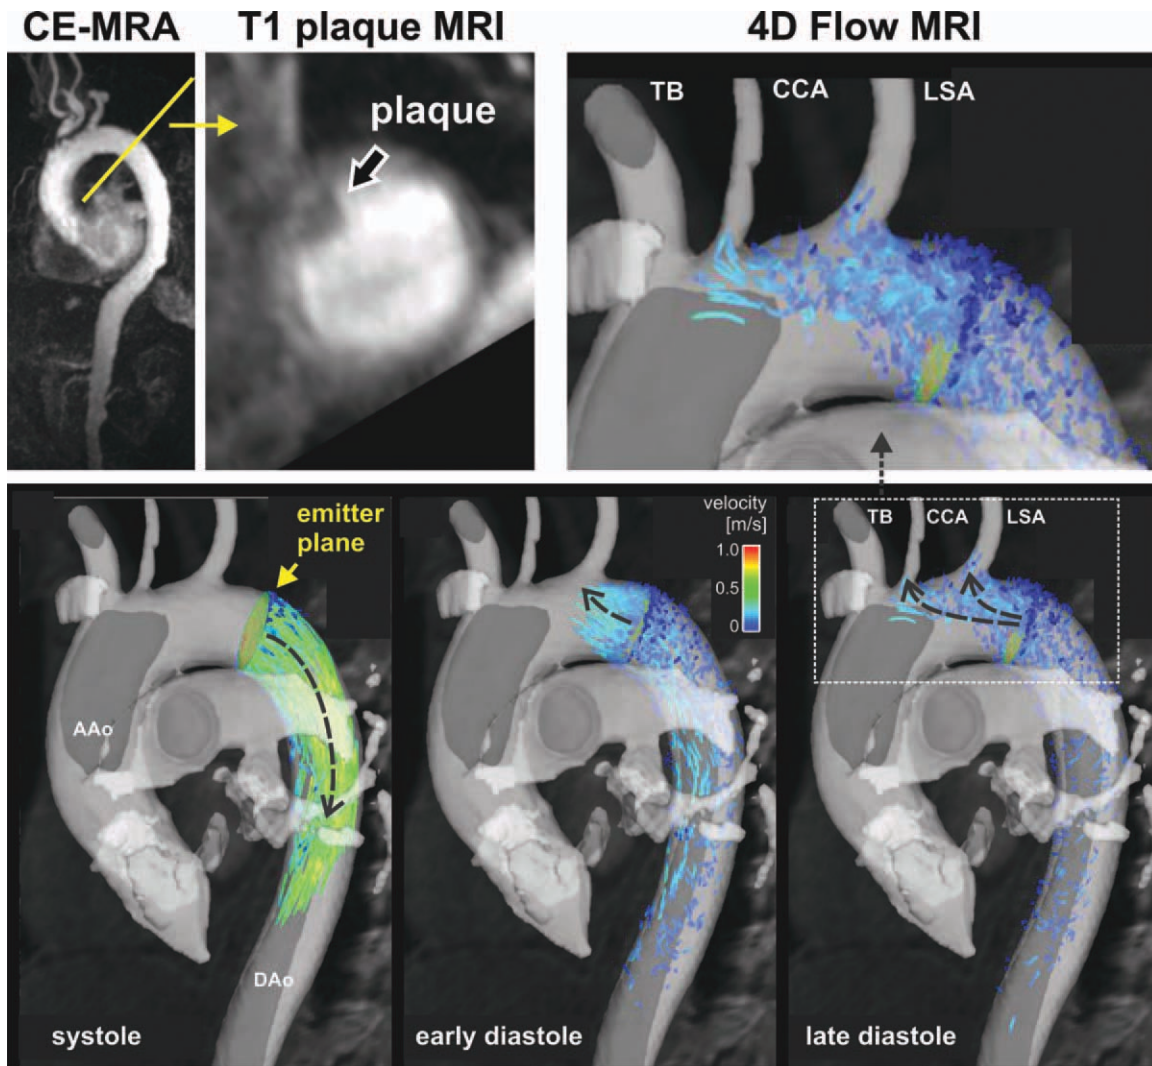 CE-MRA
T1 plaque MRI
4D Flow MRI
plaque
TB
CCA
LSA
emitter
plane
AAo
DAo
systole
velocity
[m/s]
1.0
0.5
0
early diastole
TB
CCA
LSA
late diastole